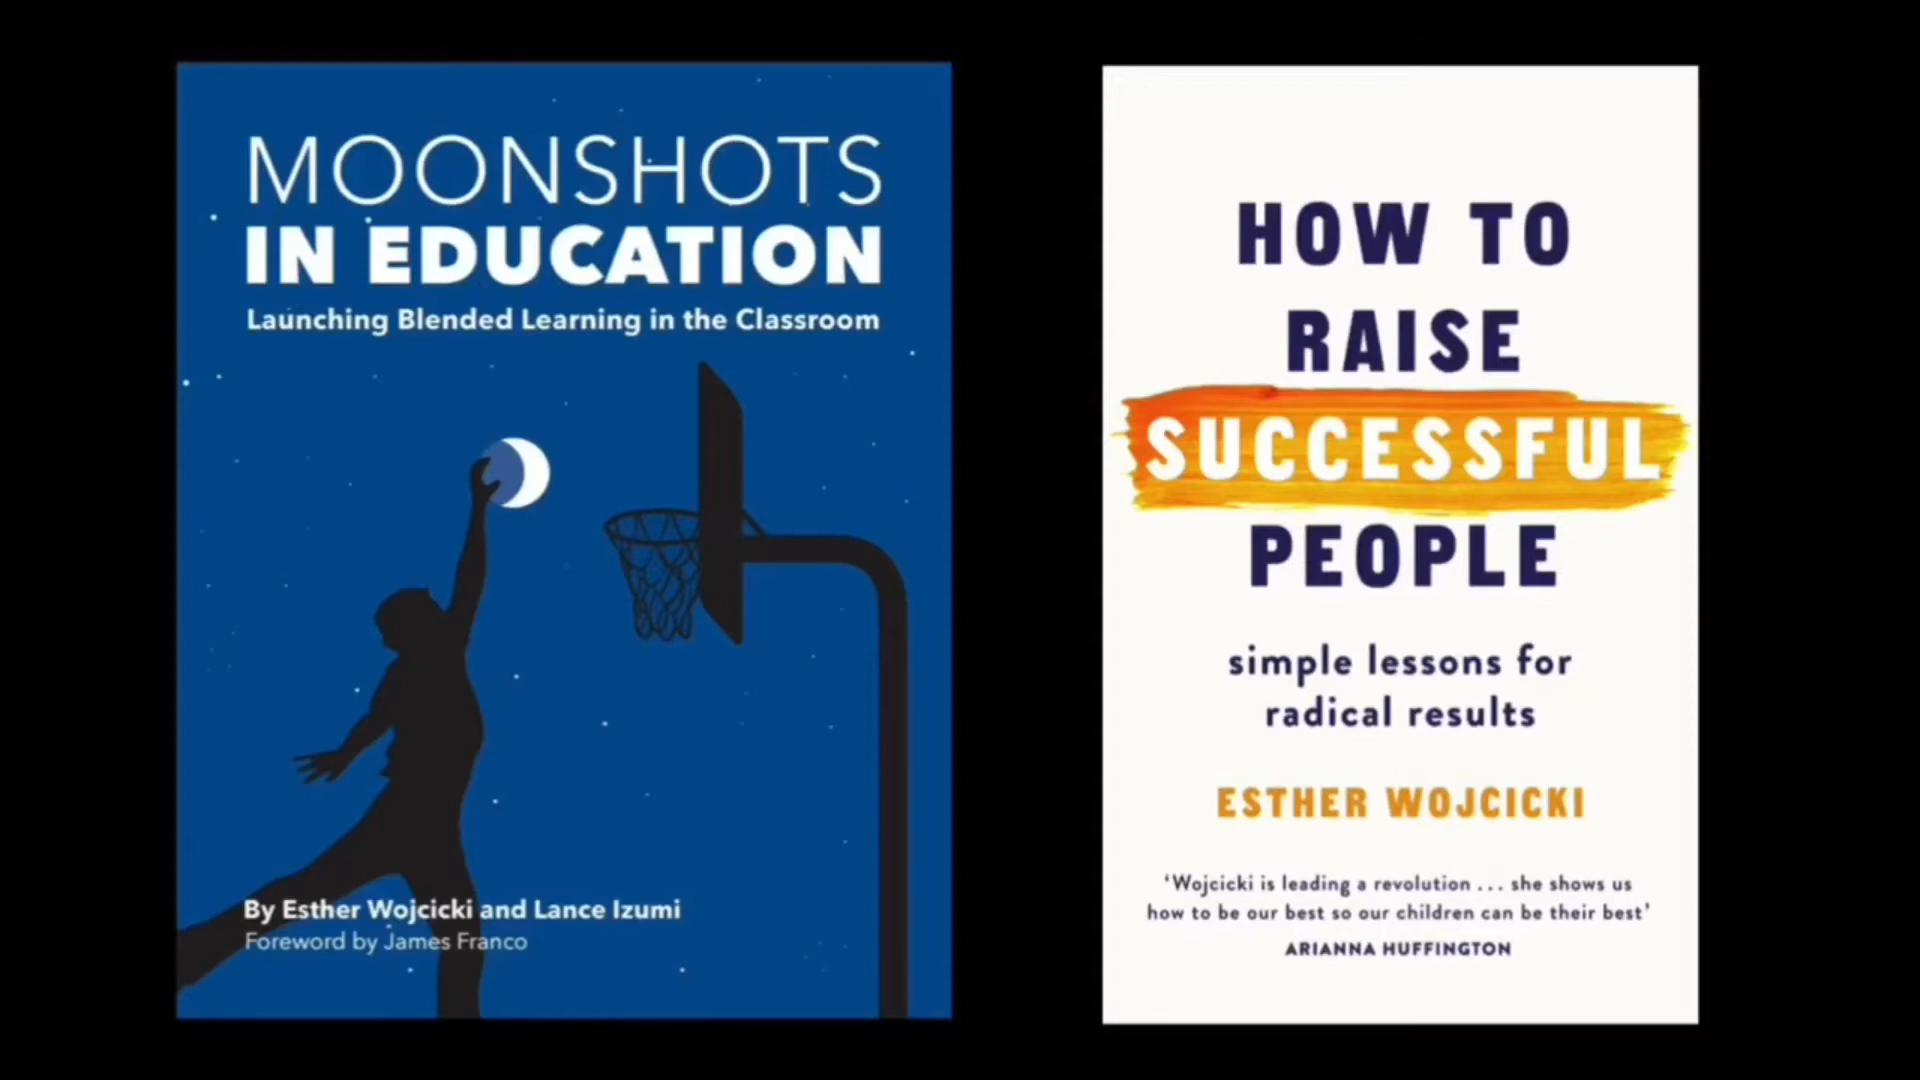 MOONSHOTS
IN EDUCATION
Launching Blended Learning in the Classroom
By Esther Wojcicki and Lance Izumi
Foreword by James Franco
HOW TO
RAISE
SUCCESSFUL
PEOPLE
simple lessons for
radical results
ESTHER WOJCICKI
‘Wojcicki is leading a revolution ... she shows us
how to be our best so our children can be their best’
ARIANNA HUFFINGTON